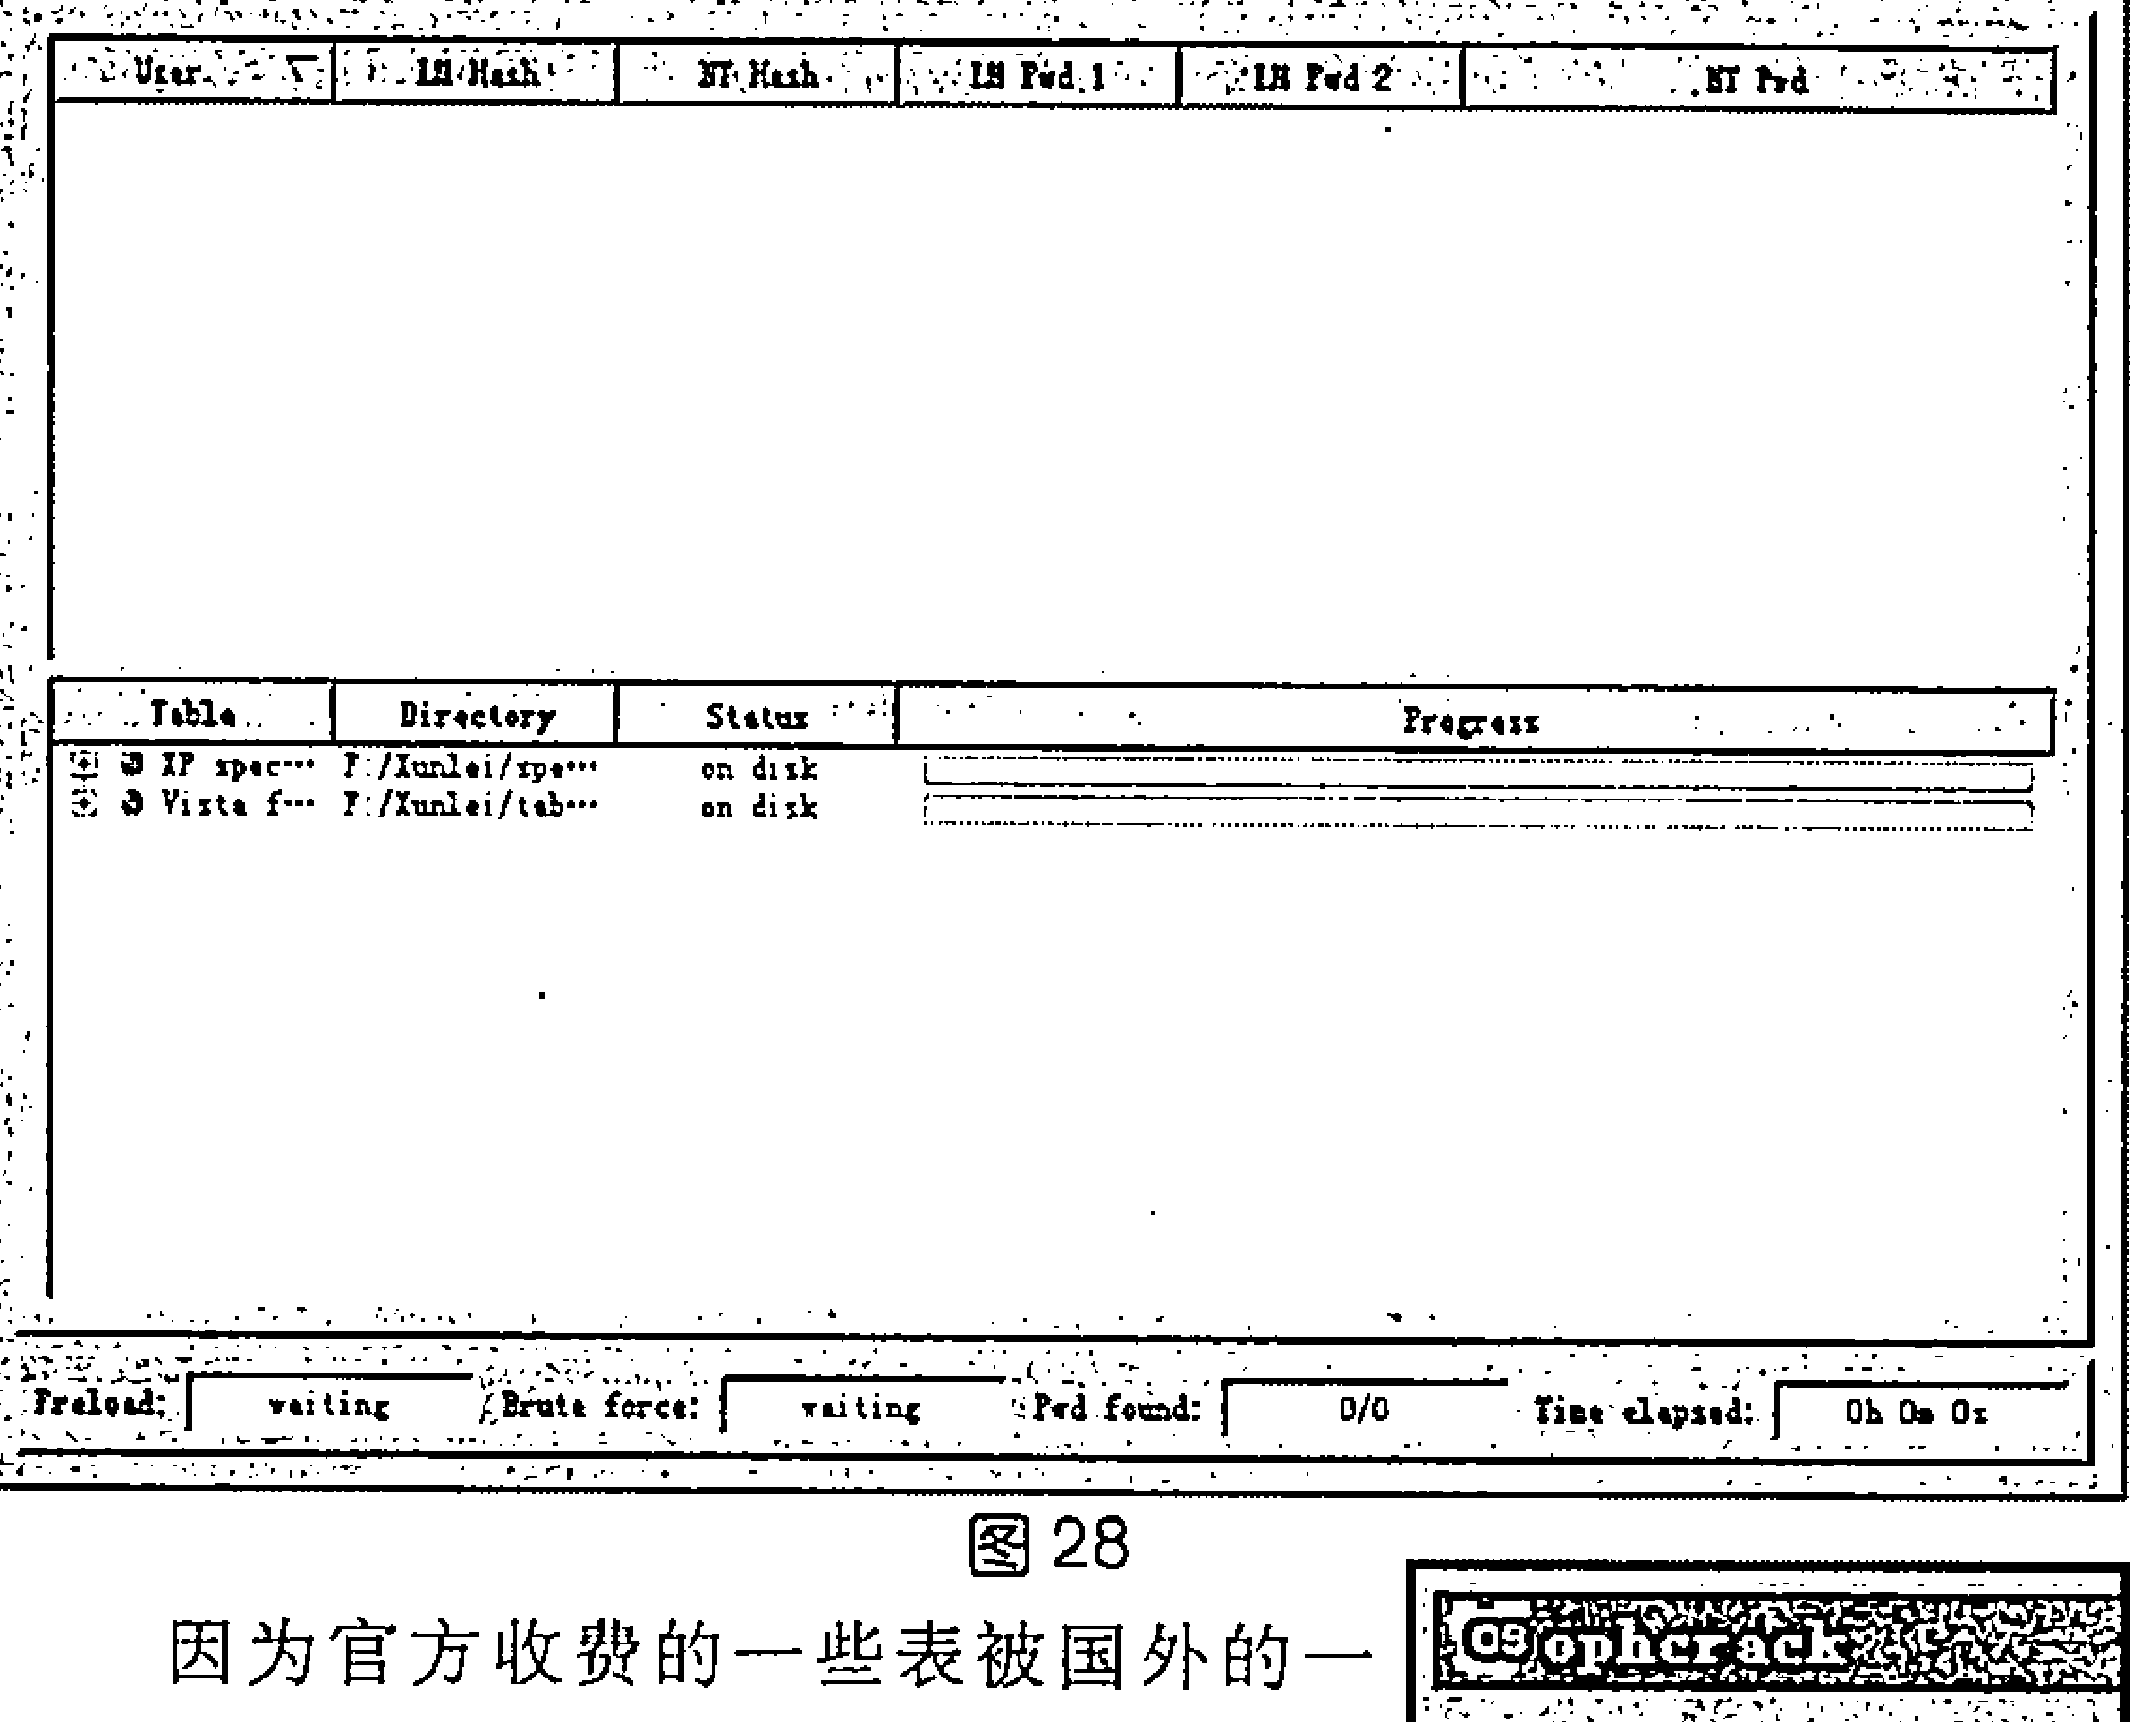 User LM Hash NT Hash LM Pwd 1 LM Pwd 2 NT Pwd
Table Directory Status Progress
XP spec… F:/Xunlei/xpe… on disk
Vista f… F:/Xunlei/tab… on disk
Preload: waiting Brute force: waiting Pwd found: 0/0 Time elapsed: 0h 0m 0s
图 28
因为官方收费的一些表被国外的一
ophcrack